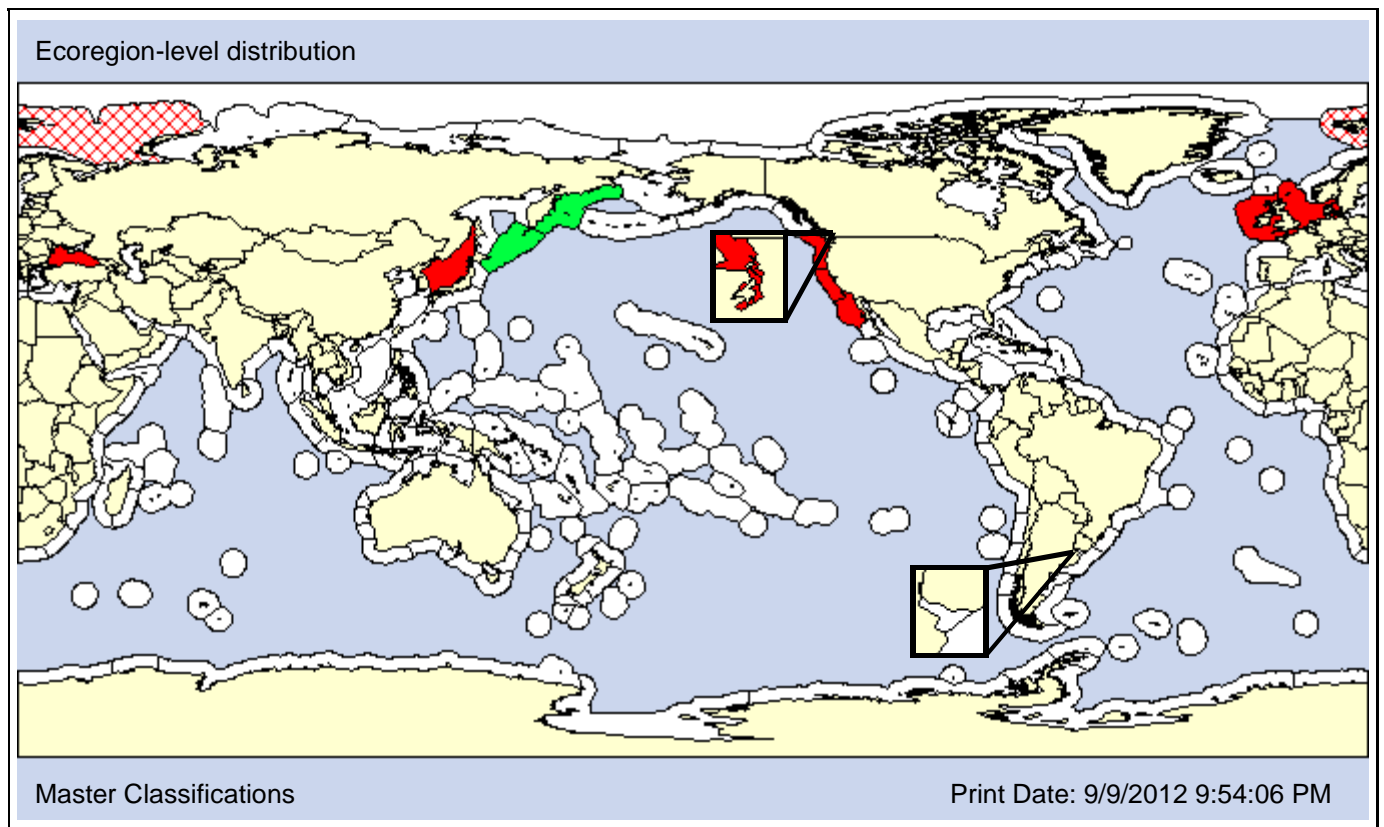 Ecoregion-level distribution
Master Classifications
Print Date: 9/9/2012 9:54:06 PM